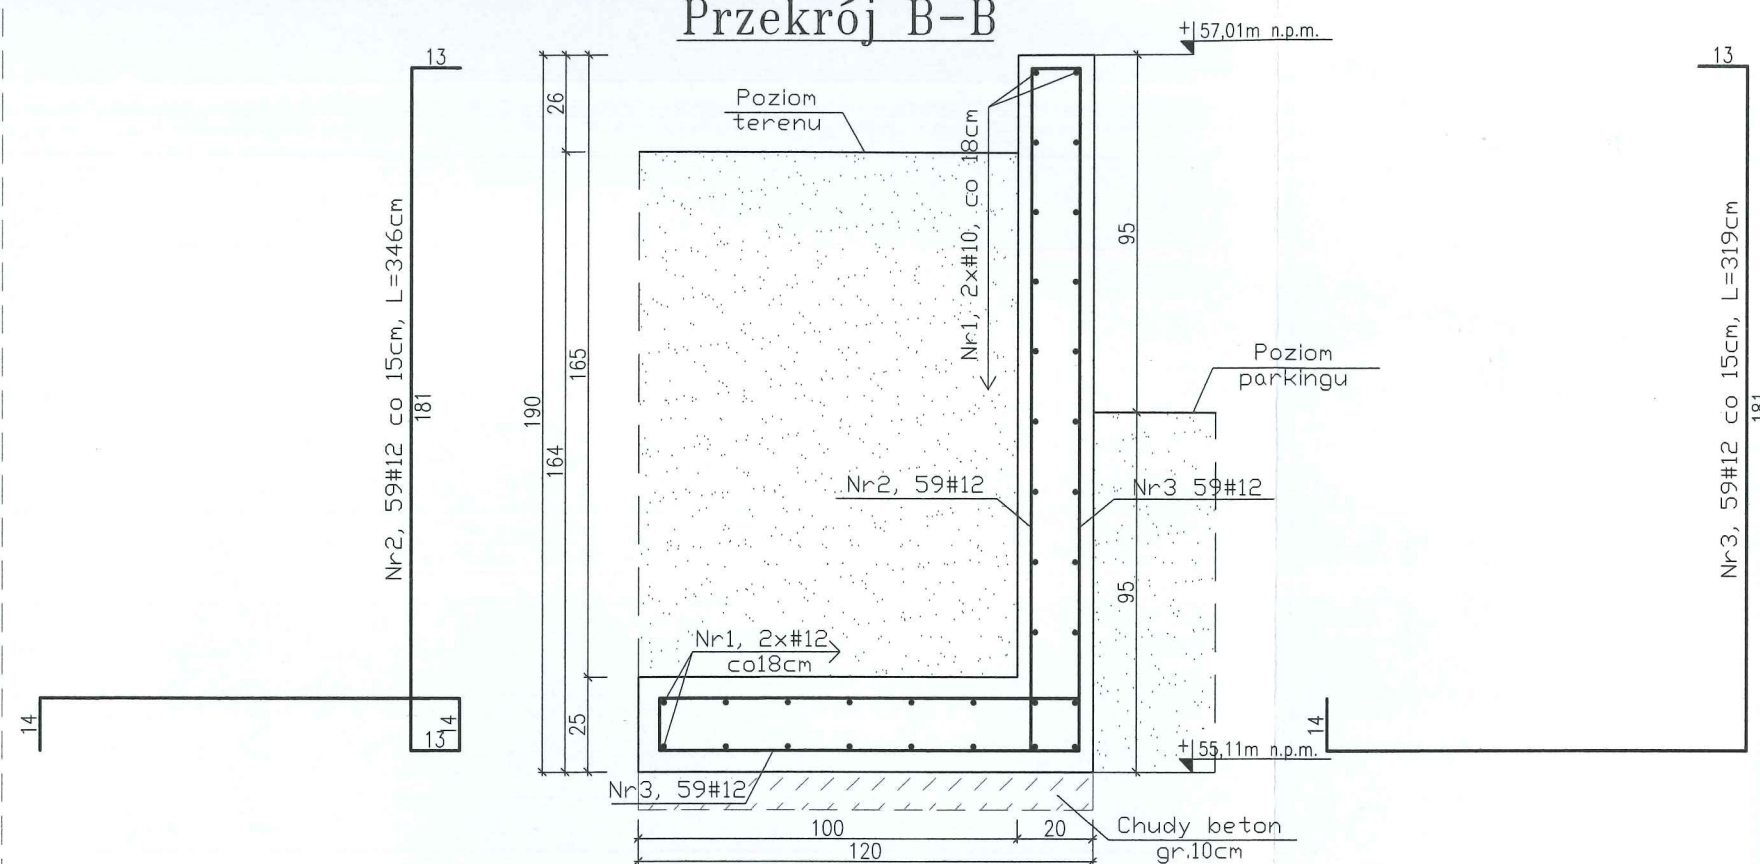 Przekrój B-B
+57,01m n.p.m.
13
13
26
Poziom
terenu
Nr1, 2x#10, co 18cm
95
Nr2, 59#12 co 15cm, L=346cm
181
190
165
164
Poziom
parkingu
Nr3, 59#12 co 15cm, L=319cm
181
Nr2, 59#12
Nr3 59#12
95
Nr1, 2x#12
co18cm
14
14
13
25
14
+55,11m n.p.m.
Nr3, 59#12
100
20
Chudy beton
gr.10cm
120